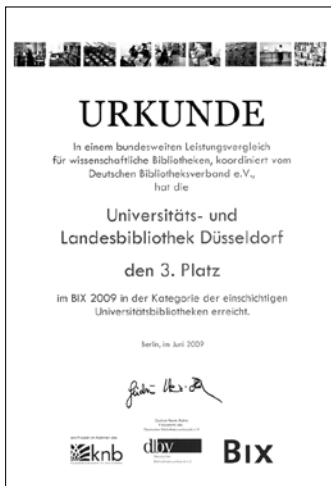 URKUNDE
In einem bundesweiten Leistungsvergleich
für wissenschaftliche Bibliotheken, koordiniert vom
Deutschen Bibliotheksverband e.V.,
hat die
Universitäts- und
Landesbibliothek Düsseldorf
den 3. Platz
im BIX 2009 in der Kategorie der einschichtigen
Universitätsbibliotheken erreicht.
Berlin, im Juni 2009
knb
dbv
BIX